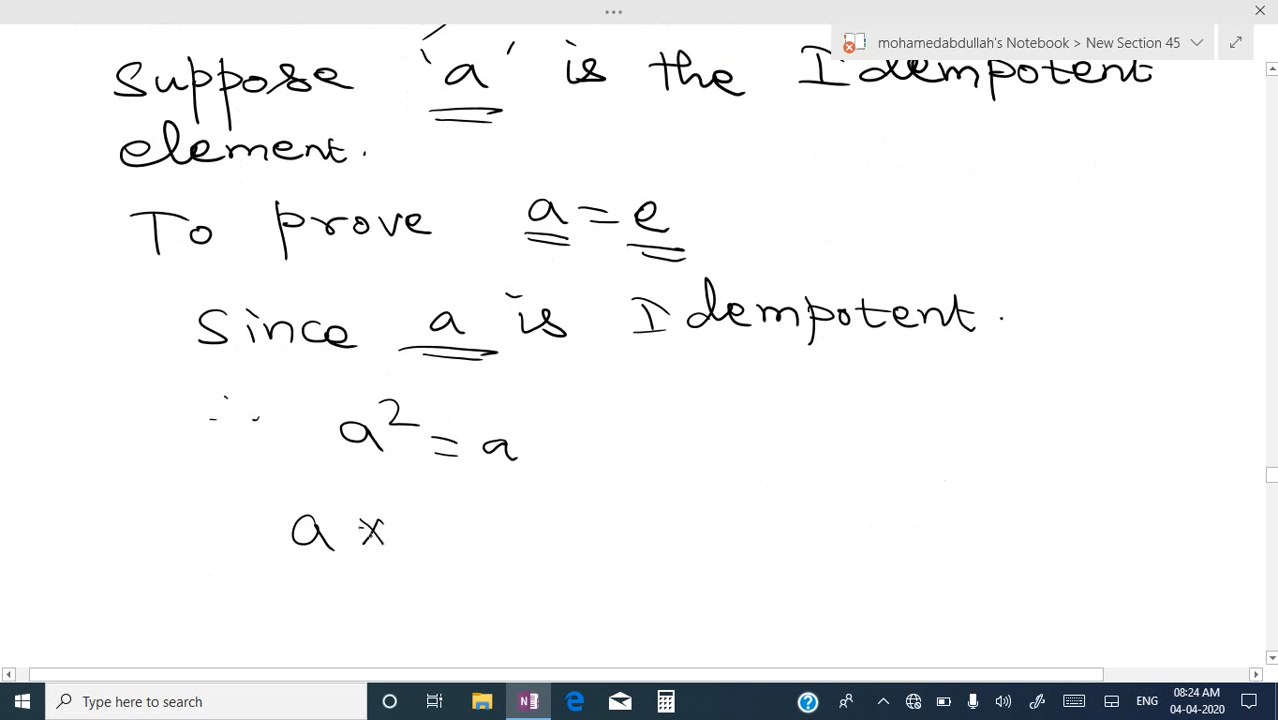 mohamedabdullah's Notebook > New Section 45
Suppose 'a' is the Idempotent
element.
To prove a = e
Since a is Idempotent.
∴ a² = a
a *
Type here to search
ENG
08:24 AM
04-04-2020